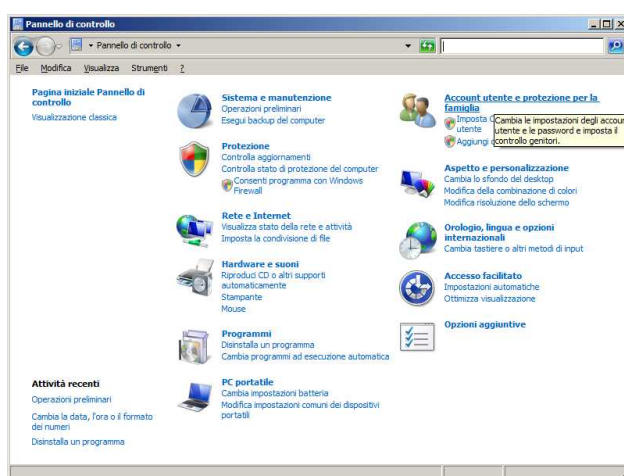 Pannello di controllo
Pannello di controllo
File Modifica Visualizza Strumenti ?
Pagina iniziale Pannello di
controllo
Visualizzazione classica
Sistema e manutenzione
Operazioni preliminari
Esegui backup del computer
Protezione
Controlla aggiornamenti
Controlla stato di protezione del computer
Consenti programma con Windows
Firewall
Rete e Internet
Visualizza stato della rete e attività
Imposta la condivisione di file
Hardware e suoni
Riproduci CD o altri supporti
automaticamente
Stampante
Mouse
Programmi
Disinstalla un programma
Cambia programmi ad esecuzione automatica
PC portatile
Cambia impostazioni batteria
Modifica impostazioni comuni dei dispositivi
portatili
Account utente e protezione per la
famiglia
Imposta
utente
Aggiungi
Cambia le impostazioni degli accoun
utente e le password e imposta il
controllo genitori.
Aspetto e personalizzazione
Cambia lo sfondo del desktop
Modifica della combinazione di colori
Modifica risoluzione dello schermo
Orologio, lingua e opzioni
internazionali
Cambia tastiere o altri metodi di input
Accesso facilitato
Impostazioni automatiche
Ottimizza visualizzazione
Opzioni aggiuntive
Attività recenti
Operazioni preliminari
Cambia la data, l'ora o il formato
dei numeri
Disinstalla un programma